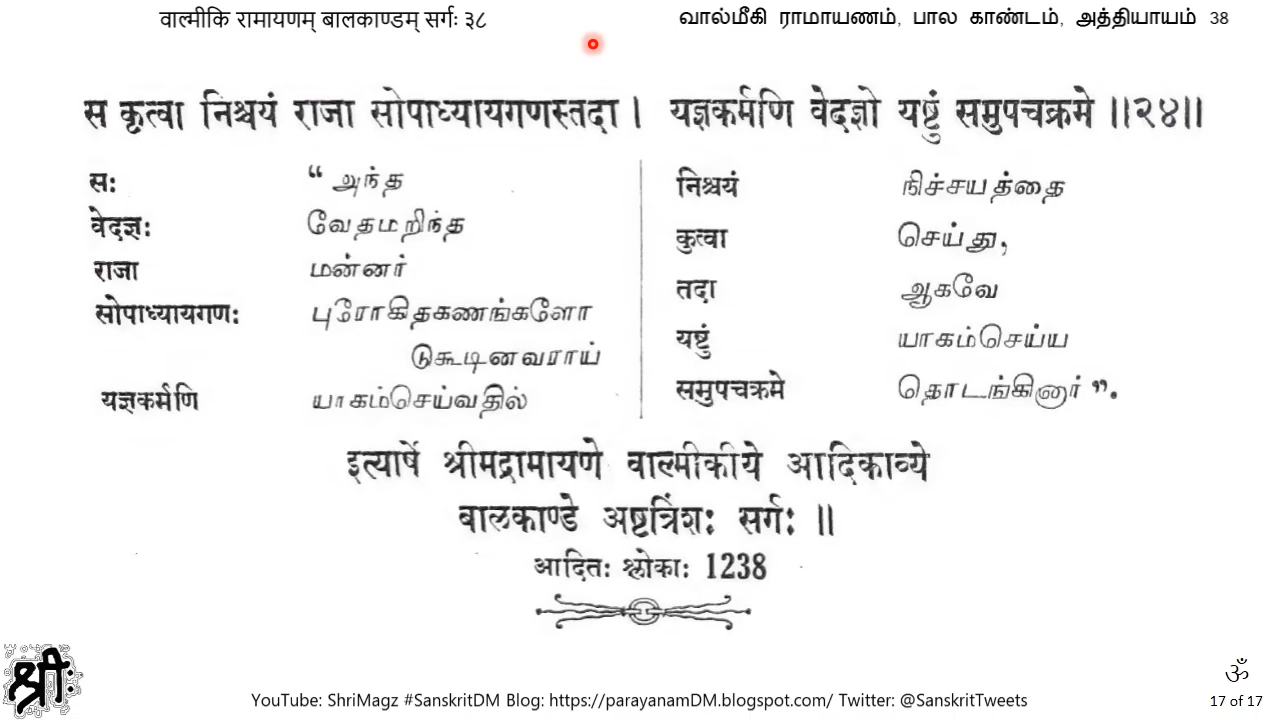 वाल्मीकि रामायणम् बालकाण्डम् सर्गः ३८
வால்மீகி ராமாயணம், பால காண்டம், அத்தியாயம் 38
स कृत्वा निश्चयं राजा सोपाध्यायगणस्तदा । यज्ञकर्मणि वेदज्ञो यष्टुं समुपचक्रमे ॥२४॥
सः “ அந்த
वेदज्ञः வேதமறிந்த
राजा மன்னர்
सोपाध्यायगणः புரோகிதகணங்களோ
டுகூடினவராய்
यज्ञकर्मणि யாகம்செய்வதில்
निश्चयं நிச்சயத்தை
कृत्वा செய்து,
तदा ஆகவே
यष्टुं யாகம்செய்ய
समुपचक्रमे தொடங்கினார் ”.
इत्यार्षे श्रीमद्रामायणे वाल्मीकीये आदिकाव्ये
बालकाण्डे अष्टत्रिंशः सर्गः ॥
आदितः श्लोकाः 1238
श्रीः
ॐ
YouTube: ShriMagz #SanskritDM Blog: https://parayanamDM.blogspot.com/ Twitter: @SanskritTweets
17 of 17